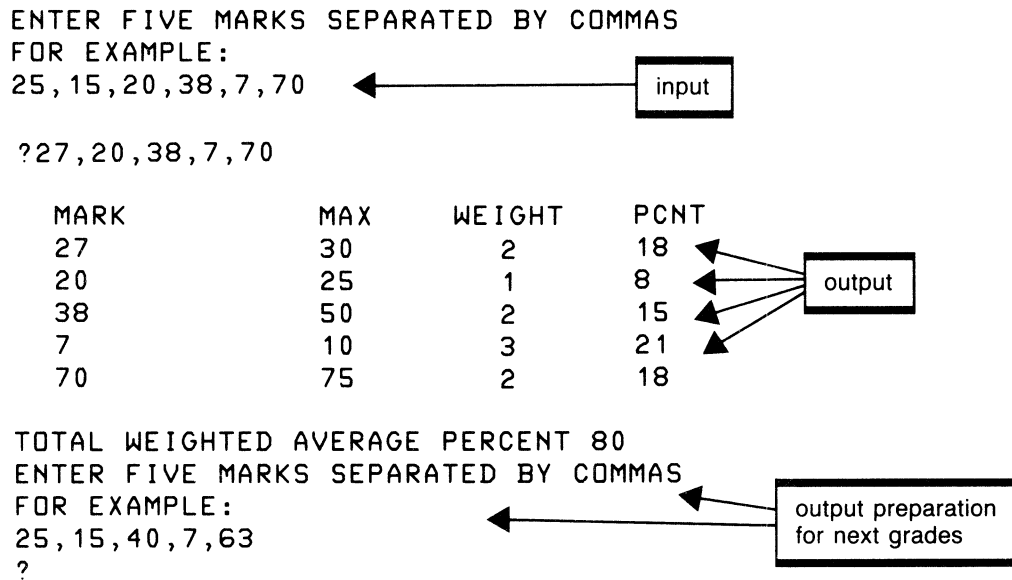 ENTER FIVE MARKS SEPARATED BY COMMAS
FOR EXAMPLE:
25,15,20,38,7,70
input
?27,20,38,7,70
MARK MAX WEIGHT PCNT
27 30 2 18
20 25 1 8
output
38 50 2 15
7 10 3 21
70 75 2 18
TOTAL WEIGHTED AVERAGE PERCENT 80
ENTER FIVE MARKS SEPARATED BY COMMAS
FOR EXAMPLE:
25,15,40,7,63
?
output preparation
for next grades